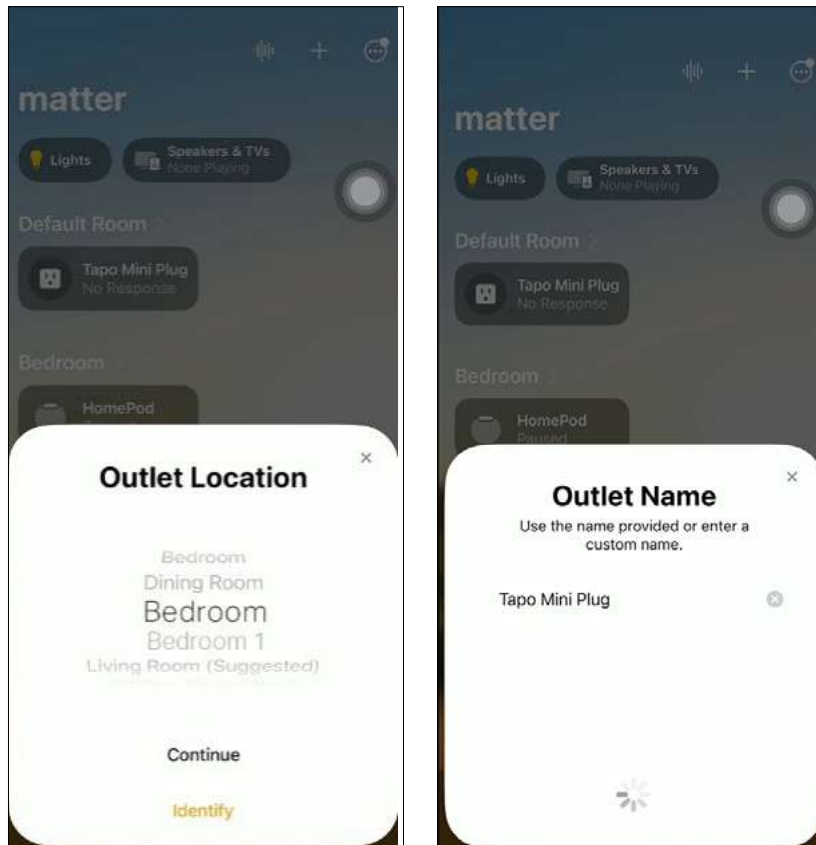 matter
Lights
Speakers & TVs
None Playing
Default Room
Tapo Mini Plug
No Response
Bedroom
HomePod
Outlet Location
Bedroom
Dining Room
Bedroom
Bedroom 1
Living Room (Suggested)
Continue
Identify
matter
Lights
Speakers & TVs
None Playing
Default Room
Tapo Mini Plug
No Response
Bedroom
HomePod
Paused
Outlet Name
Use the name provided or enter a
custom name.
Tapo Mini Plug